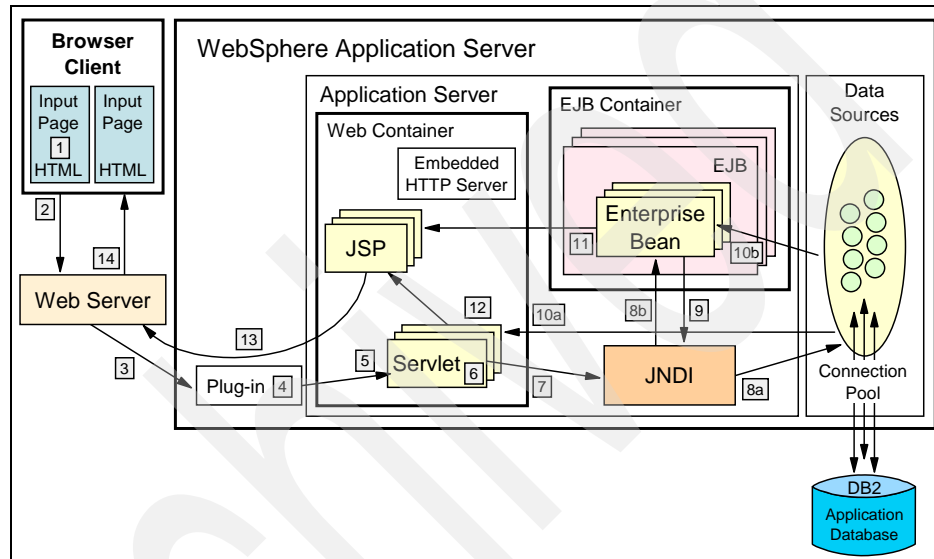 Browser
Client
Input
Page
1
HTML
Input
Page
HTML
2
14
Web Server
3
13
WebSphere Application Server
Application Server
Web Container
Embedded
HTTP Server
JSP
12
10a
5
Servlet
6
Plug-in
4
7
EJB Container
EJB
Enterprise
Bean
11
10b
8b
9
JNDI
8a
Data
Sources
Connection
Pool
DB2
Application
Database